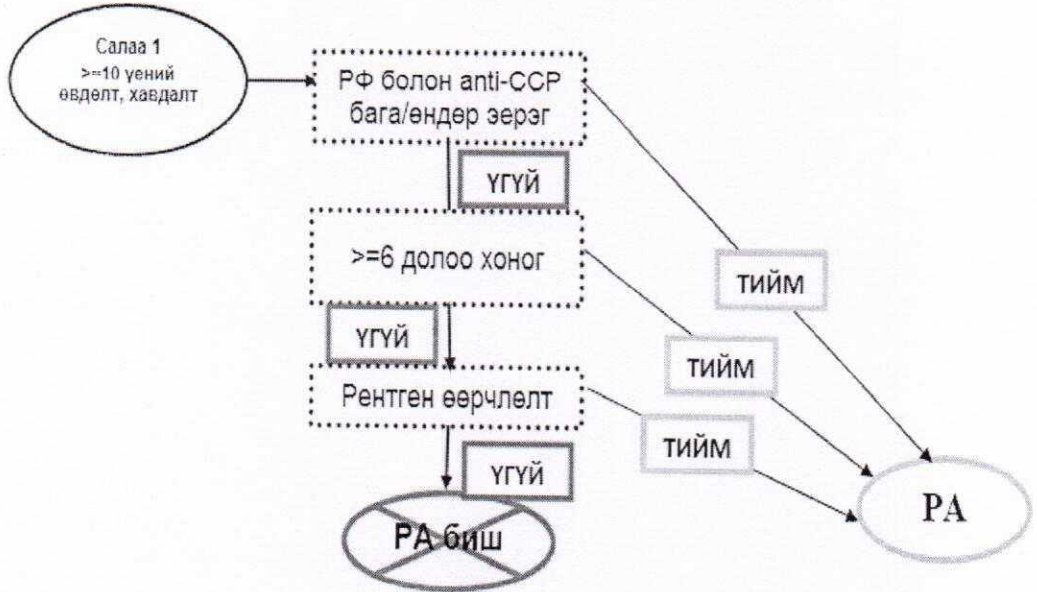 Салаа 1
>=10 үений
өвдөлт, хавдалт
РФ болон anti-CCP
бага/өндөр эерэг
ҮГҮЙ
>=6 долоо хоног
ТИЙМ
ҮГҮЙ
ТИЙМ
Рентген өөрчлөлт
ТИЙМ
ҮГҮЙ
РА
РА биш